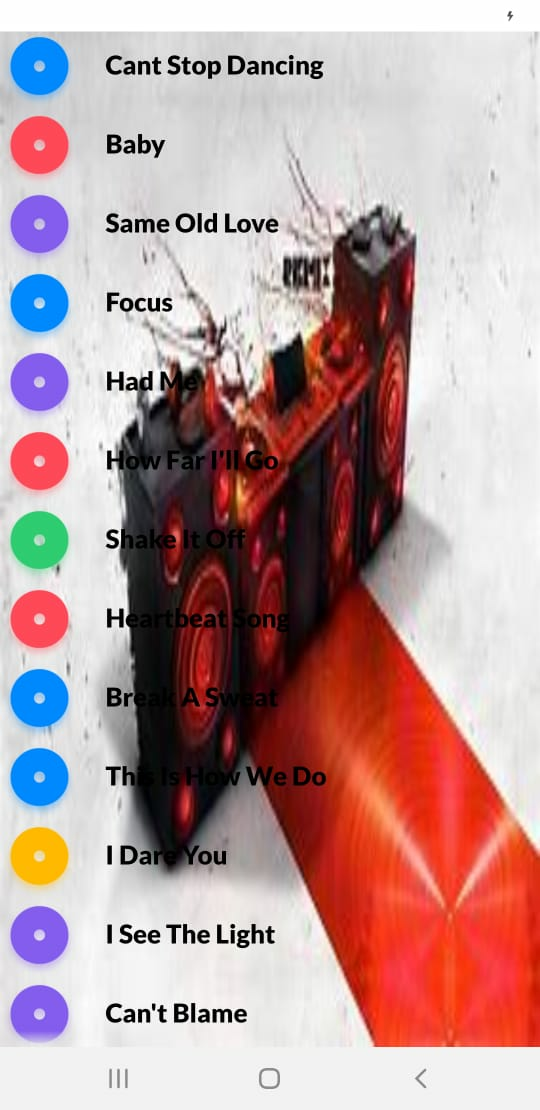 Cant Stop Dancing
Baby
Same Old Love
REMIX
Focus
Had Me
How Far I'll Go
Shake It Off
Heartbeat Song
Break A Sweat
This Is How We Do
I Dare You
I See The Light
Can't Blame